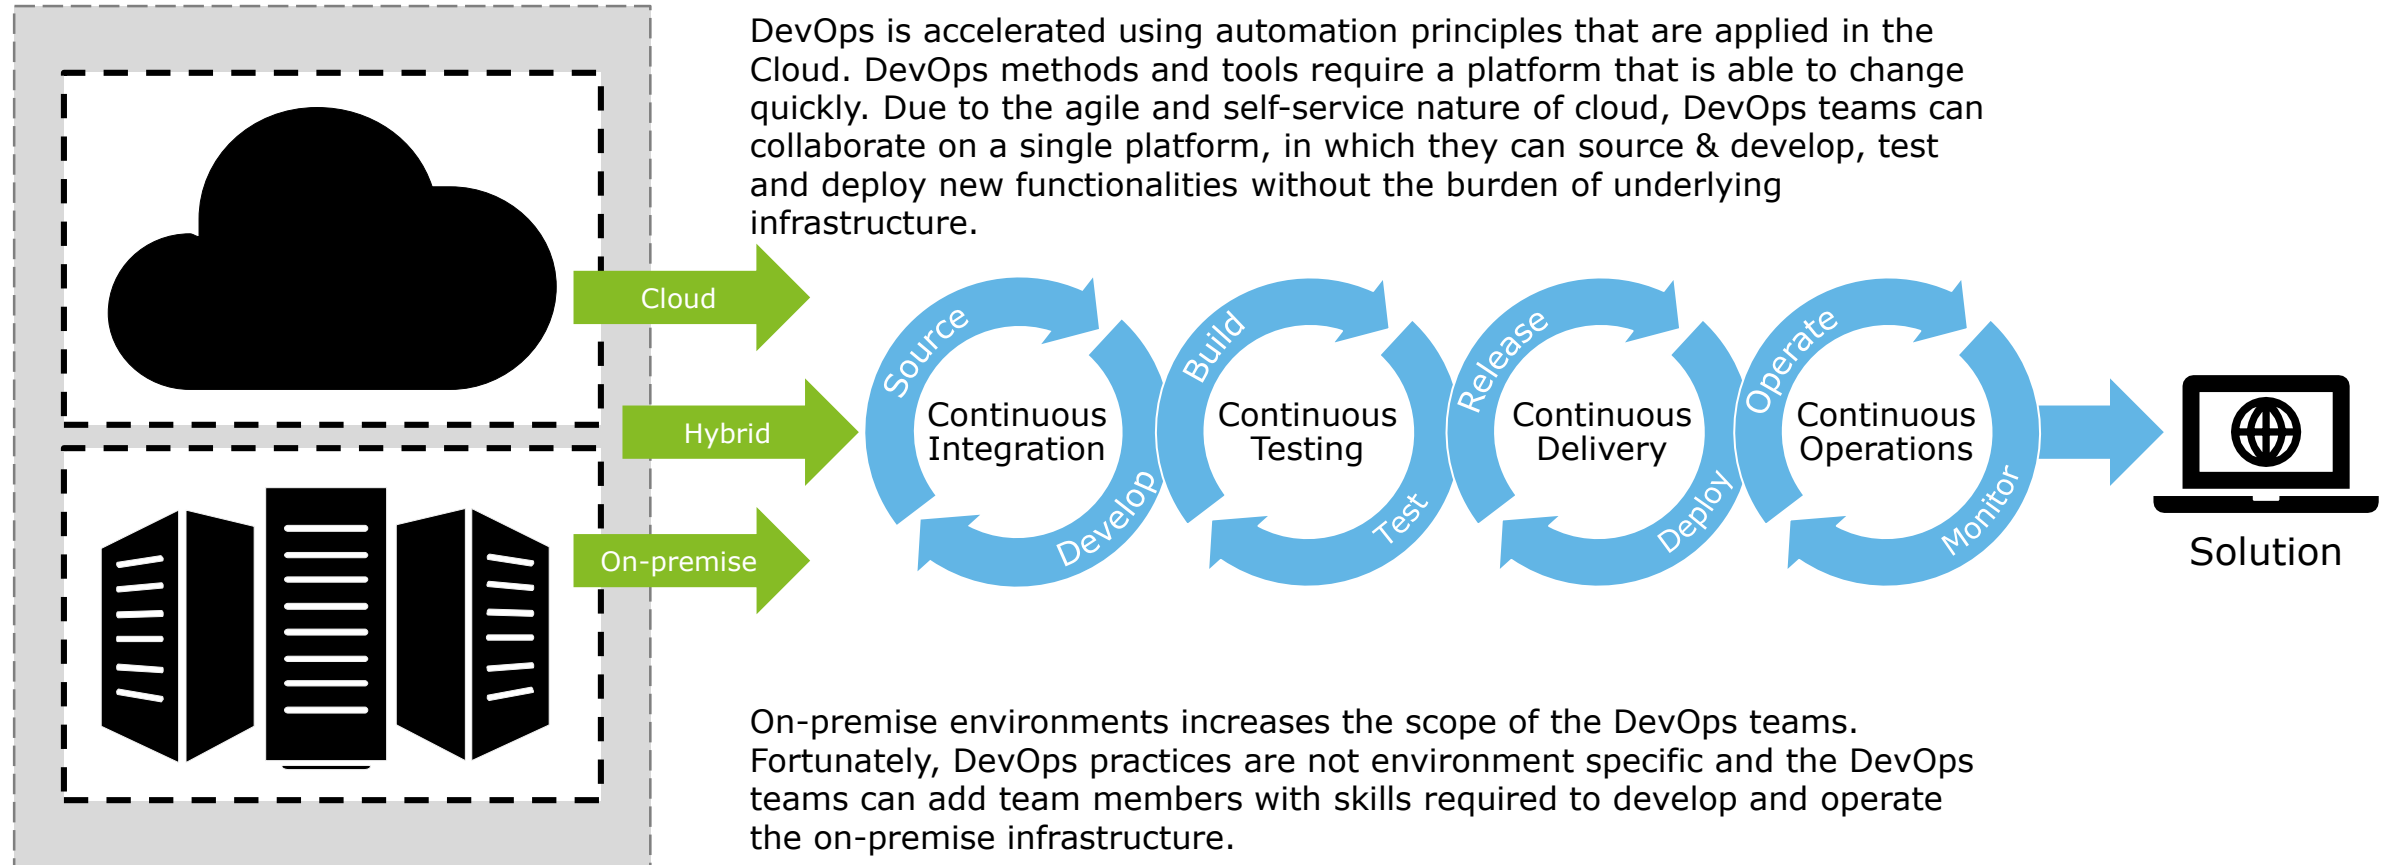 DevOps is accelerated using automation principles that are applied in the
Cloud. DevOps methods and tools require a platform that is able to change
quickly. Due to the agile and self-service nature of cloud, DevOps teams can
collaborate on a single platform, in which they can source & develop, test
and deploy new functionalities without the burden of underlying
infrastructure.
Cloud
Hybrid
On-premise
Source
Continuous
Integration
Develop
Build
Continuous
Testing
Test
Release
Continuous
Delivery
Deploy
Operate
Continuous
Operations
Monitor
Solution
On-premise environments increases the scope of the DevOps teams.
Fortunately, DevOps practices are not environment specific and the DevOps
teams can add team members with skills required to develop and operate
the on-premise infrastructure.